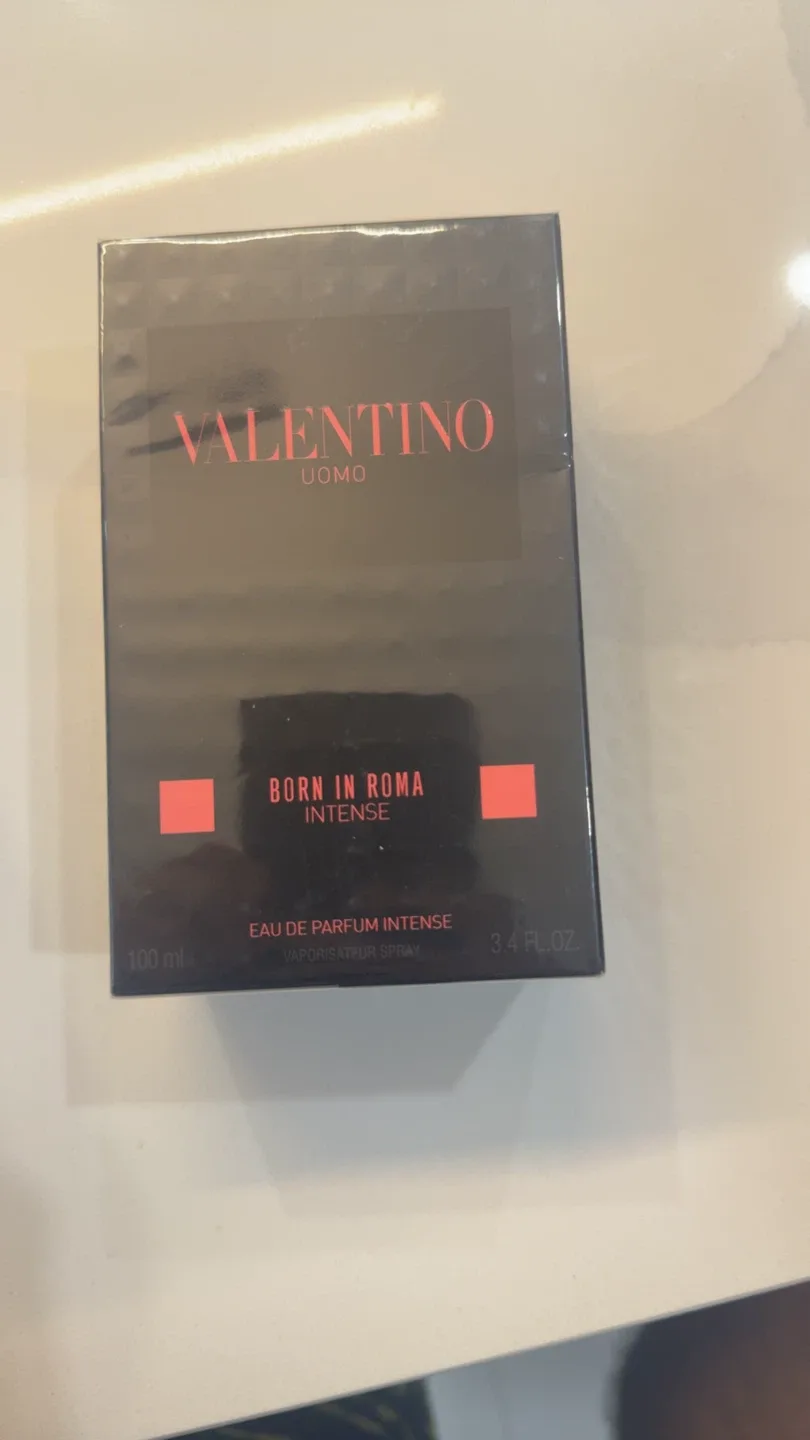 VALENTINO
UOMO
BORN IN ROMA
INTENSE
EAU DE PARFUM INTENSE
100 ml VAPORISATEUR SPRAY 3.4 FL.OZ.